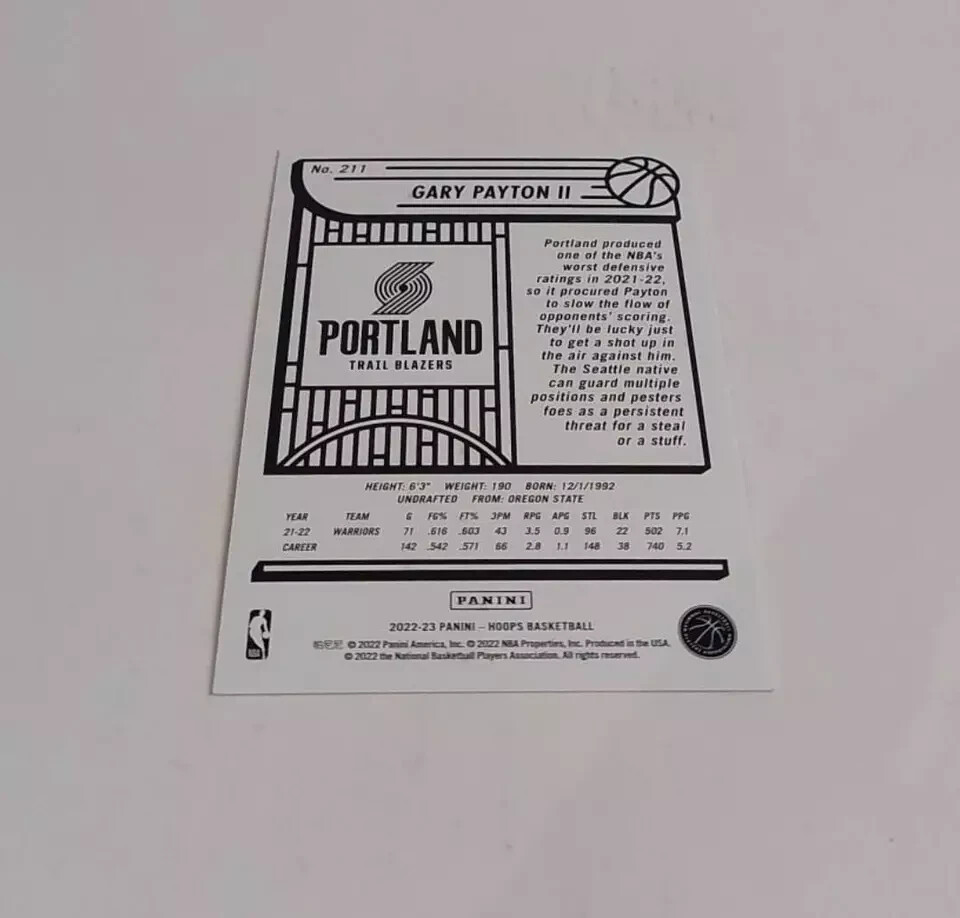 No. 211
GARY PAYTON II
PORTLAND
TRAIL BLAZERS
Portland produced
one of the NBA's
worst defensive
ratings in 2021-22,
so it procured Payton
to slow the flow of
opponents' scoring.
They'll be lucky just
to get a shot up in
the air against him.
The Seattle native
can guard multiple
positions and pesters
foes as a persistent
threat for a steal
or a stuff.
HEIGHT: 6'3" WEIGHT: 190 BORN: 12/1/1992
UNDRAFTED FROM: OREGON STATE
YEAR TEAM G FG% FT% 3PM RPG APG STL BLK PTS PPG
21-22 WARRIORS 71 .616 .603 43 3.5 0.9 96 22 502 7.1
CAREER 142 .542 .571 66 2.8 1.1 148 38 740 5.2
PANINI
2022-23 PANINI – HOOPS BASKETBALL
帕尼尼 © 2022 Panini America, Inc. © 2022 NBA Properties, Inc. Produced in the USA.
© 2022 the National Basketball Players Association. All rights reserved.
NBA